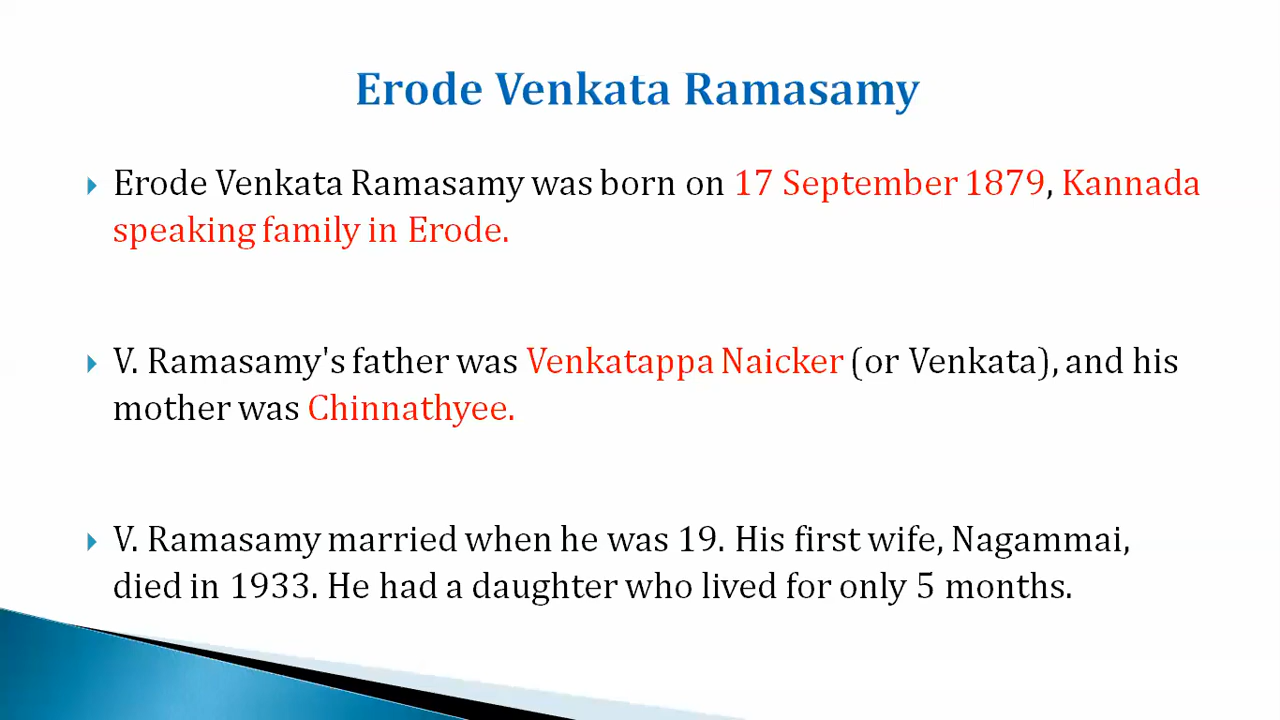 Erode Venkata Ramasamy
Erode Venkata Ramasamy was born on 17 September 1879, Kannada
speaking family in Erode.
V. Ramasamy's father was Venkatappa Naicker (or Venkata), and his
mother was Chinnathyee.
V. Ramasamy married when he was 19. His first wife, Nagammai,
died in 1933. He had a daughter who lived for only 5 months.